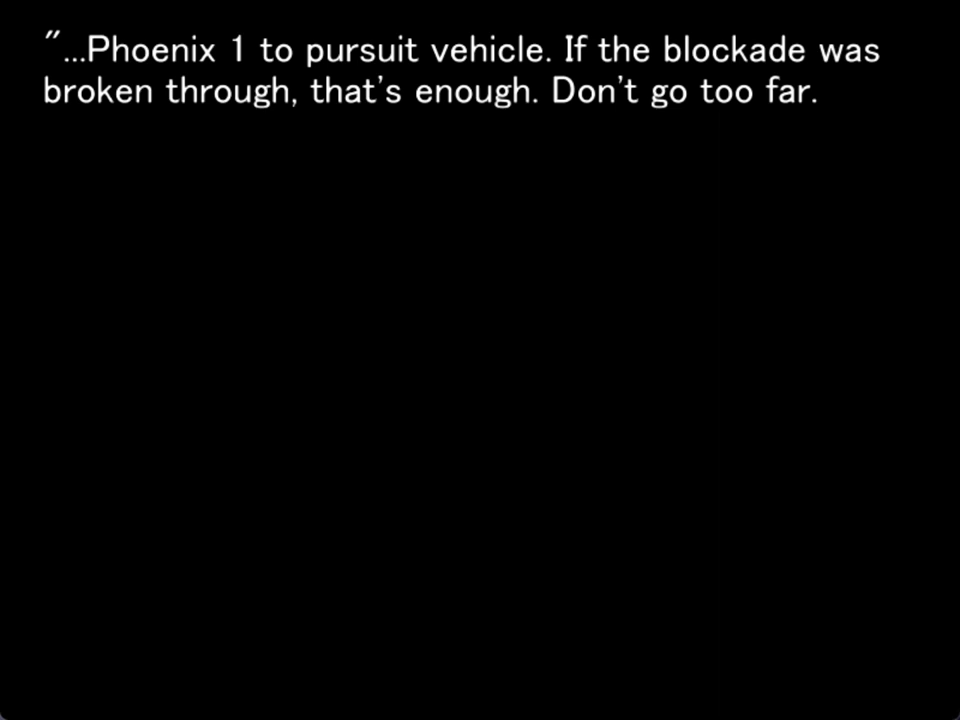 "...Phoenix 1 to pursuit vehicle. If the blockade was
broken through, that's enough. Don't go too far.